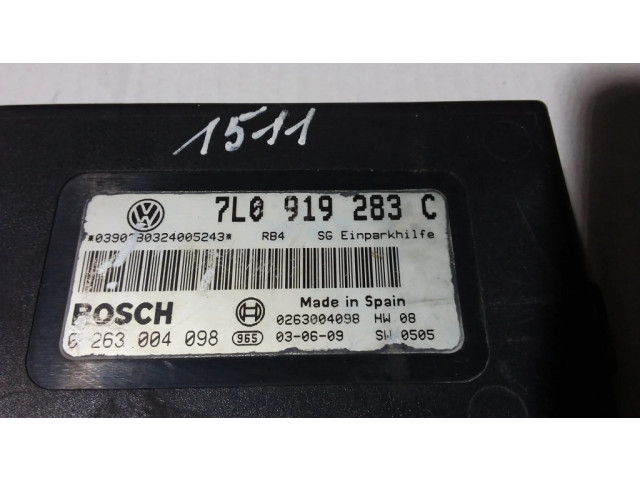 1511
7L0 919 283 C
RB4 SG Einparkhilfe
BOSCH
Made in Spain
0263004098 HW 08
0 263 004 098 965 03-06-09 SW 0505